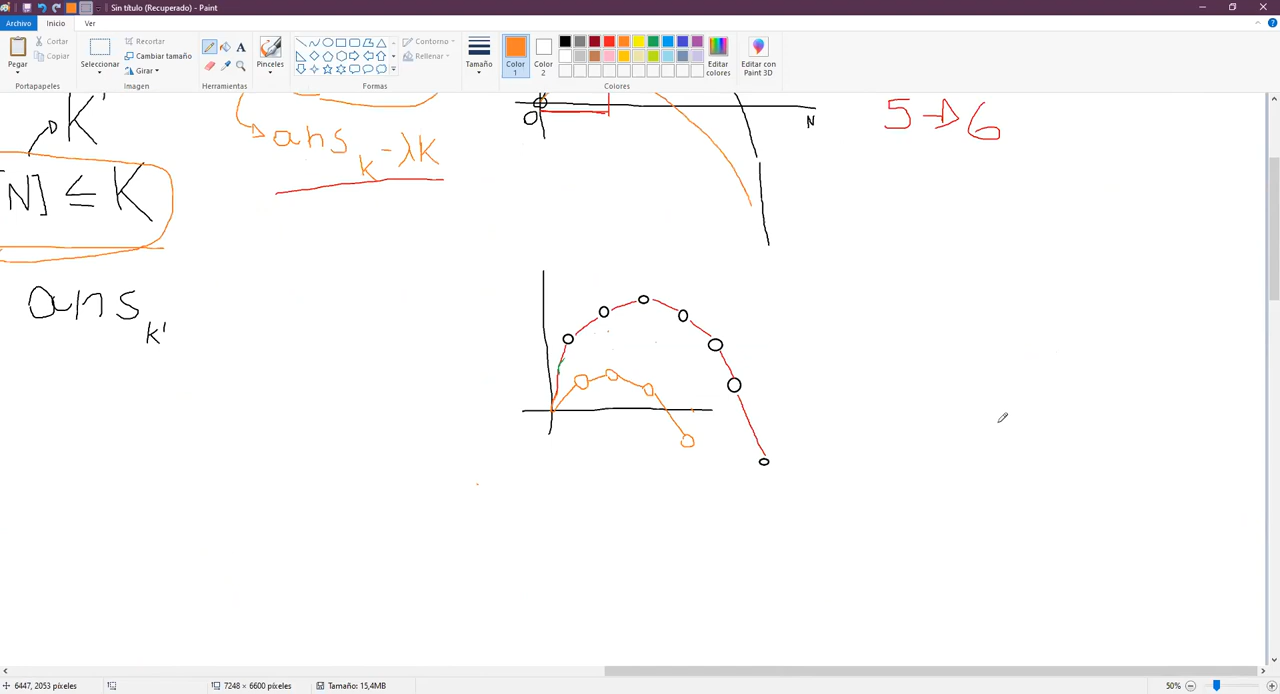 Sin título (Recuperado) - Paint
Archivo Inicio Ver
Pegar
Cortar
Copiar
Portapapeles
Seleccionar
Recortar
Cambiar tamaño
Girar
Imagen
A
Herramientas
Pinceles
Contorno
Rellenar
Formas
Tamaño
Color 1
Color 2
Editar colores
Editar con Paint 3D
Colores
K'
ans K - λK
O
N
5 → 6
N] ≤ K
ans K'
6447, 2053 píxeles
7248 × 6600 píxeles
Tamaño: 15,4MB
50%